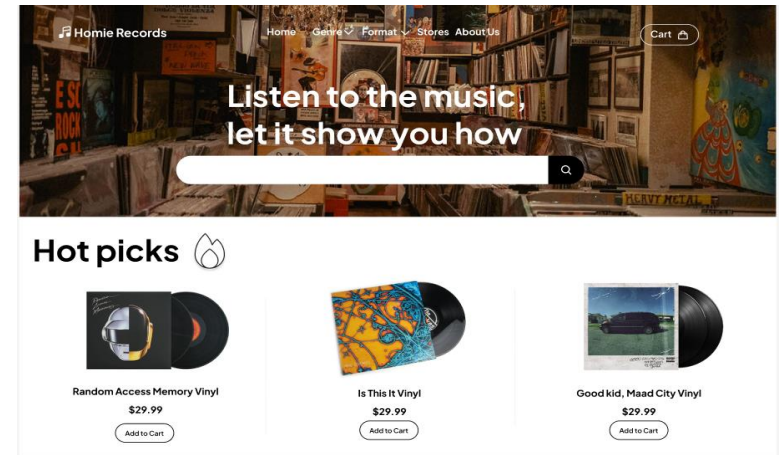 Homie Records
Home Genre Format Stores About Us
Cart
Listen to the music,
let it show you how
HEAVY METAL
Hot picks
Random Access Memory Vinyl
$29.99
Add to Cart
Is This It Vinyl
$29.99
Add to Cart
Good kid, Maad City Vinyl
$29.99
Add to Cart